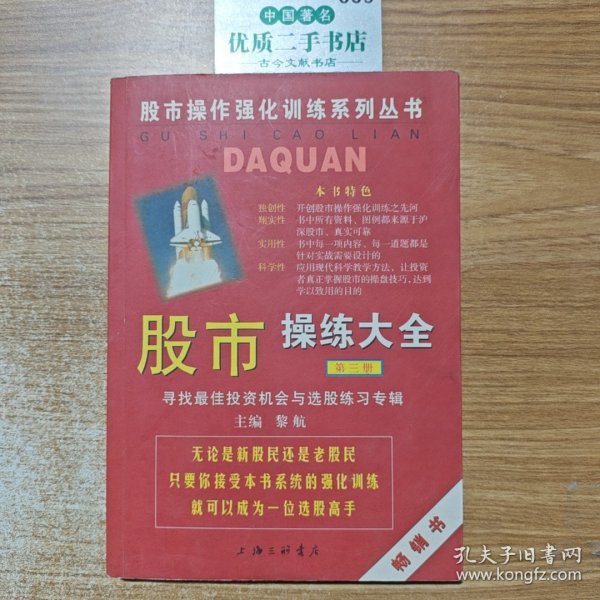 中国著名
优质二手书店
古今文献书店
股市操作强化训练系列丛书
GU SHI CAO LIAN
DAQUAN
本书特色
独创性 开创股市操作强化训练之先河
翔实性 书中所有资料、图例都来源于沪
深股市、真实可靠
实用性 书中每一项内容、每一道题都是
针对实战需要设计的
科学性 应用现代科学教学方法、让投资
者真正掌握股市的操盘技巧,达到
学以致用的目的
股市 操练大全
第三册
寻找最佳投资机会与选股练习专辑
主编 黎航
无论是新股民还是老股民
只要你接受本书系统的强化训练
就可以成为一位选股高手
上海三联书店
畅销书
孔夫子旧书网
www.kongfz.com